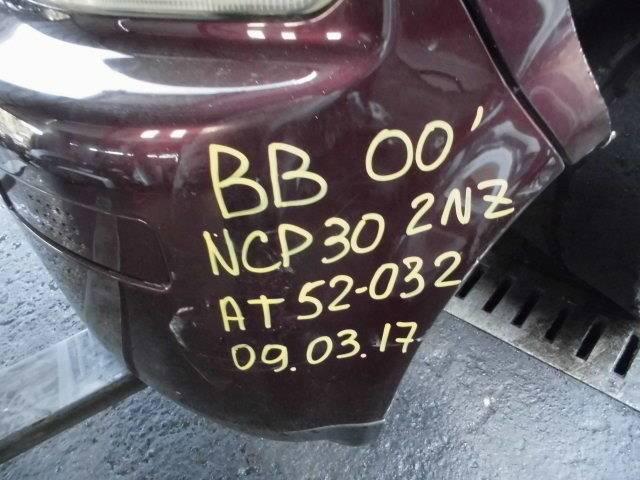 BB 00'
NCP30 2NZ
AT 52-032
09.03.17